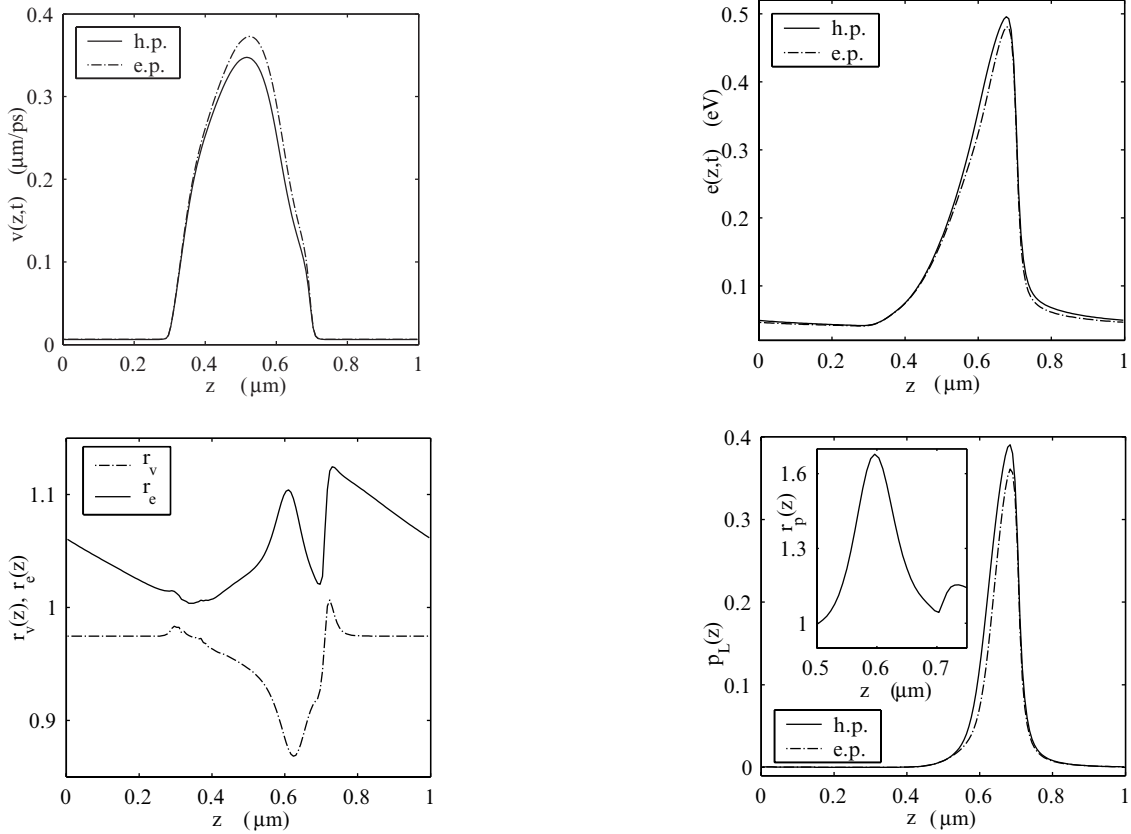 h.p.
e.p.
v(z,t) (μm/ps)
0.4
0.3
0.2
0.1
0
0 0.2 0.4 0.6 0.8 1
z (μm)
h.p.
e.p.
e(z,t) (eV)
0.5
0.4
0.3
0.2
0.1
0 0.2 0.4 0.6 0.8 1
z (μm)
r_v
r_e
r_v(z), r_e(z)
1.1
1
0.9
0 0.2 0.4 0.6 0.8 1
z (μm)
p_L(z)
0.4
0.3
0.2
0.1
0
r_p(z)
1.6
1.3
1
0.5 0.6 0.7
z (μm)
h.p.
e.p.
0 0.2 0.4 0.6 0.8 1
z (μm)